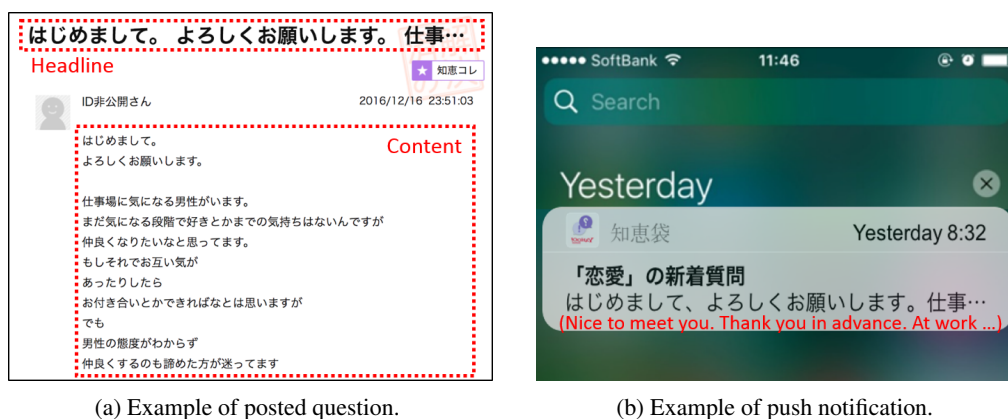 はじめまして。 よろしくお願いします。 仕事…
Headline
★ 知恵コレ
ID非公開さん
2016/12/16 23:51:03
Content
はじめまして。
よろしくお願いします。
仕事場に気になる男性がいます。
まだ気になる段階で好きとかまでの気持ちはないんですが
仲良くなりたいなと思ってます。
もしそれでお互い気が
あったりしたら
お付き合いとかできればなとは思いますが
でも
男性の態度がわからず
仲良くするのも諦めた方が迷ってます
(a) Example of posted question.
SoftBank 11:46
Search
Yesterday
知恵袋 Yesterday 8:32
「恋愛」の新着質問
はじめまして、よろしくお願いします。仕事…
(Nice to meet you. Thank you in advance. At work ...)
(b) Example of push notification.